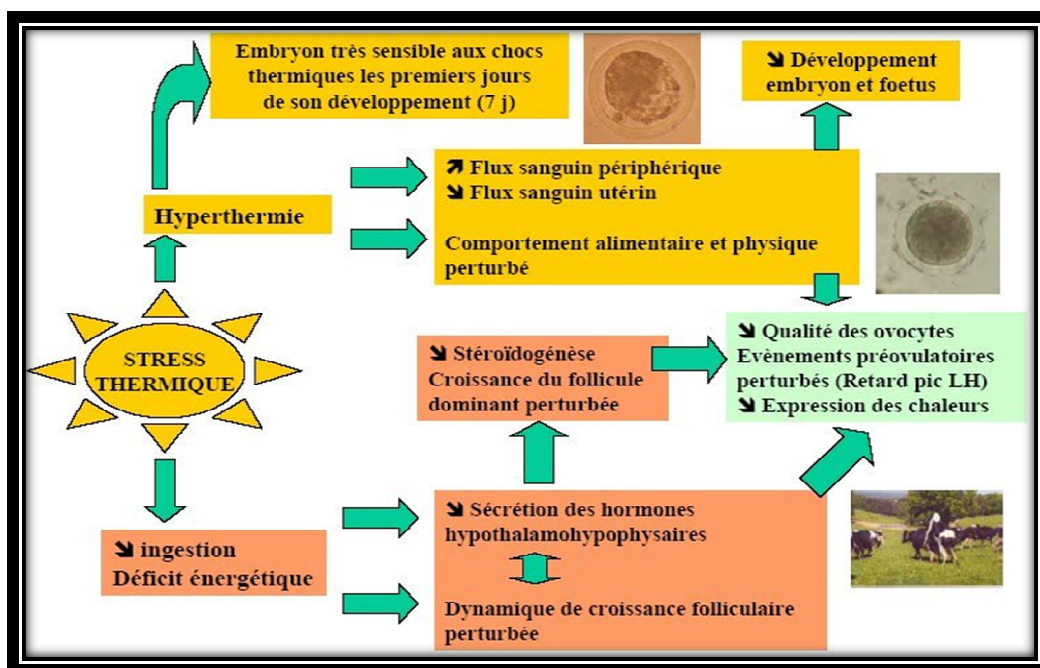 Embryon très sensible aux chocs
thermiques les premiers jours
de son développement (7 j)
↘ Développement
embryon et foetus
↗ Flux sanguin périphérique
↘ Flux sanguin utérin
Comportement alimentaire et physique
perturbé
Hyperthermie
STRESS
THERMIQUE
↘ Stéroïdogénèse
Croissance du follicule
dominant perturbée
↘ Qualité des ovocytes
Evènements préovulatoires
perturbés (Retard pic LH)
↘ Expression des chaleurs
↘ ingestion
Déficit énergétique
↘ Sécrétion des hormones
hypothalamohypophysaires
Dynamique de croissance folliculaire
perturbée